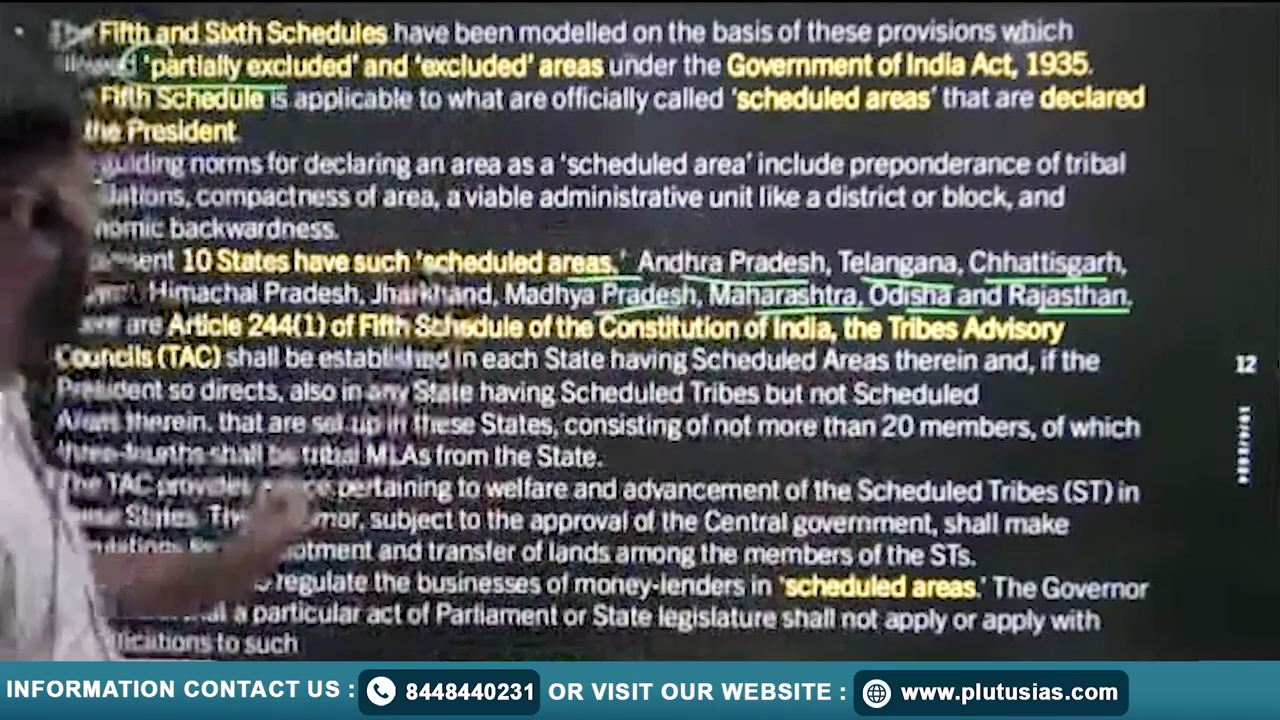 The Fifth and Sixth Schedules have been modelled on the basis of these provisions which
'partially excluded' and 'excluded' areas under the Government of India Act, 1935.
Fifth Schedule is applicable to what are officially called 'scheduled areas' that are declared
the President
guiding norms for declaring an area as a 'scheduled area' include preponderance of tribal
compactness of area, a viable administrative unit like a district or block, and
backwardness.
10 States have such 'scheduled areas,' Andhra Pradesh, Telangana, Chhattisgarh,
Himachal Pradesh, Jharkhand, Madhya Pradesh, Maharashtra, Odisha and Rajasthan.
are Article 244(1) of Fifth Schedule of the Constitution of India, the Tribes Advisory
Councils (TAC) shall be established in each State having Scheduled Areas therein and, if the
President so directs, also in any State having Scheduled Tribes but not Scheduled
Areas therein, that are set up in these States, consisting of not more than 20 members, of which
three-fourths shall be tribal MLAs from the State.
The TAC provides pertaining to welfare and advancement of the Scheduled Tribes (ST) in
States. subject to the approval of the Central government, shall make
and transfer of lands among the members of the STs.
regulate the businesses of money-lenders in 'scheduled areas.' The Governor
a particular act of Parliament or State legislature shall not apply or apply with
to such
12
INFORMATION CONTACT US : 8448440231 OR VISIT OUR WEBSITE : www.plutusias.com